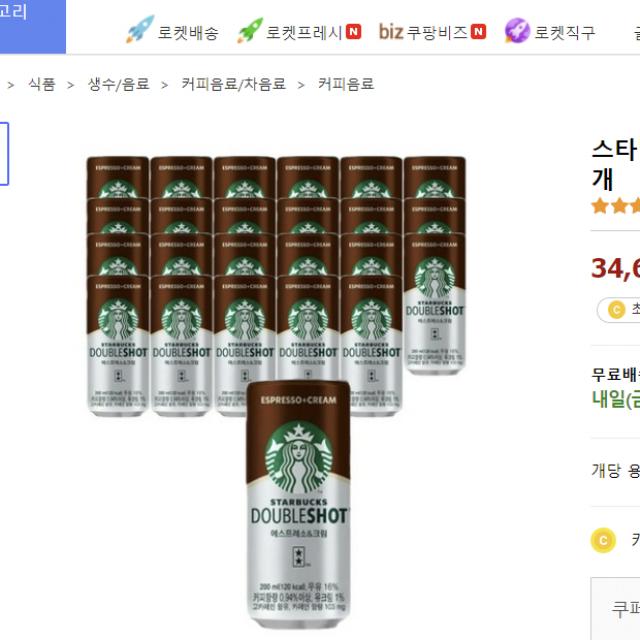 고리
로켓배송
로켓프레시 N
biz 쿠팡비즈 N
로켓직구
> 식품 > 생수/음료 > 커피음료/차음료 > 커피음료
스타
개
34,6
무료배송
내일(금
개당 용
쿠페
ESPRESSO+CREAM
STARBUCKS
DOUBLESHOT
에스프레소&크림
200 ml(120 kcal) 우유 16%
커피함량 0.94%이상, 유크림 1%
고카페인 함유, 카페인 함량 103 mg